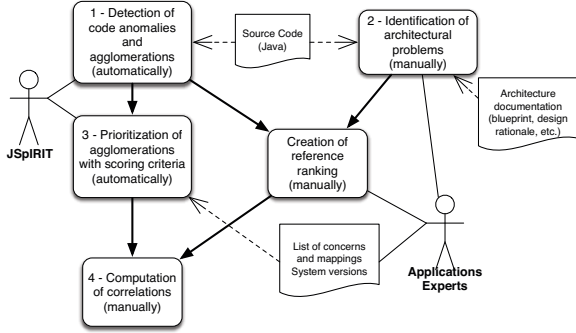 1 - Detection of
code anomalies
and
agglomerations
(automatically)
Source Code
(Java)
2 - Identification of
architectural
problems
(manually)
Architecture
documentation
(blueprint, design
rationale, etc.)
JSpIRIT
3 - Prioritization of
agglomerations
with scoring criteria
(automatically)
Creation of
reference
ranking
(manually)
List of concerns
and mappings
System versions
Applications
Experts
4 - Computation
of correlations
(manually)